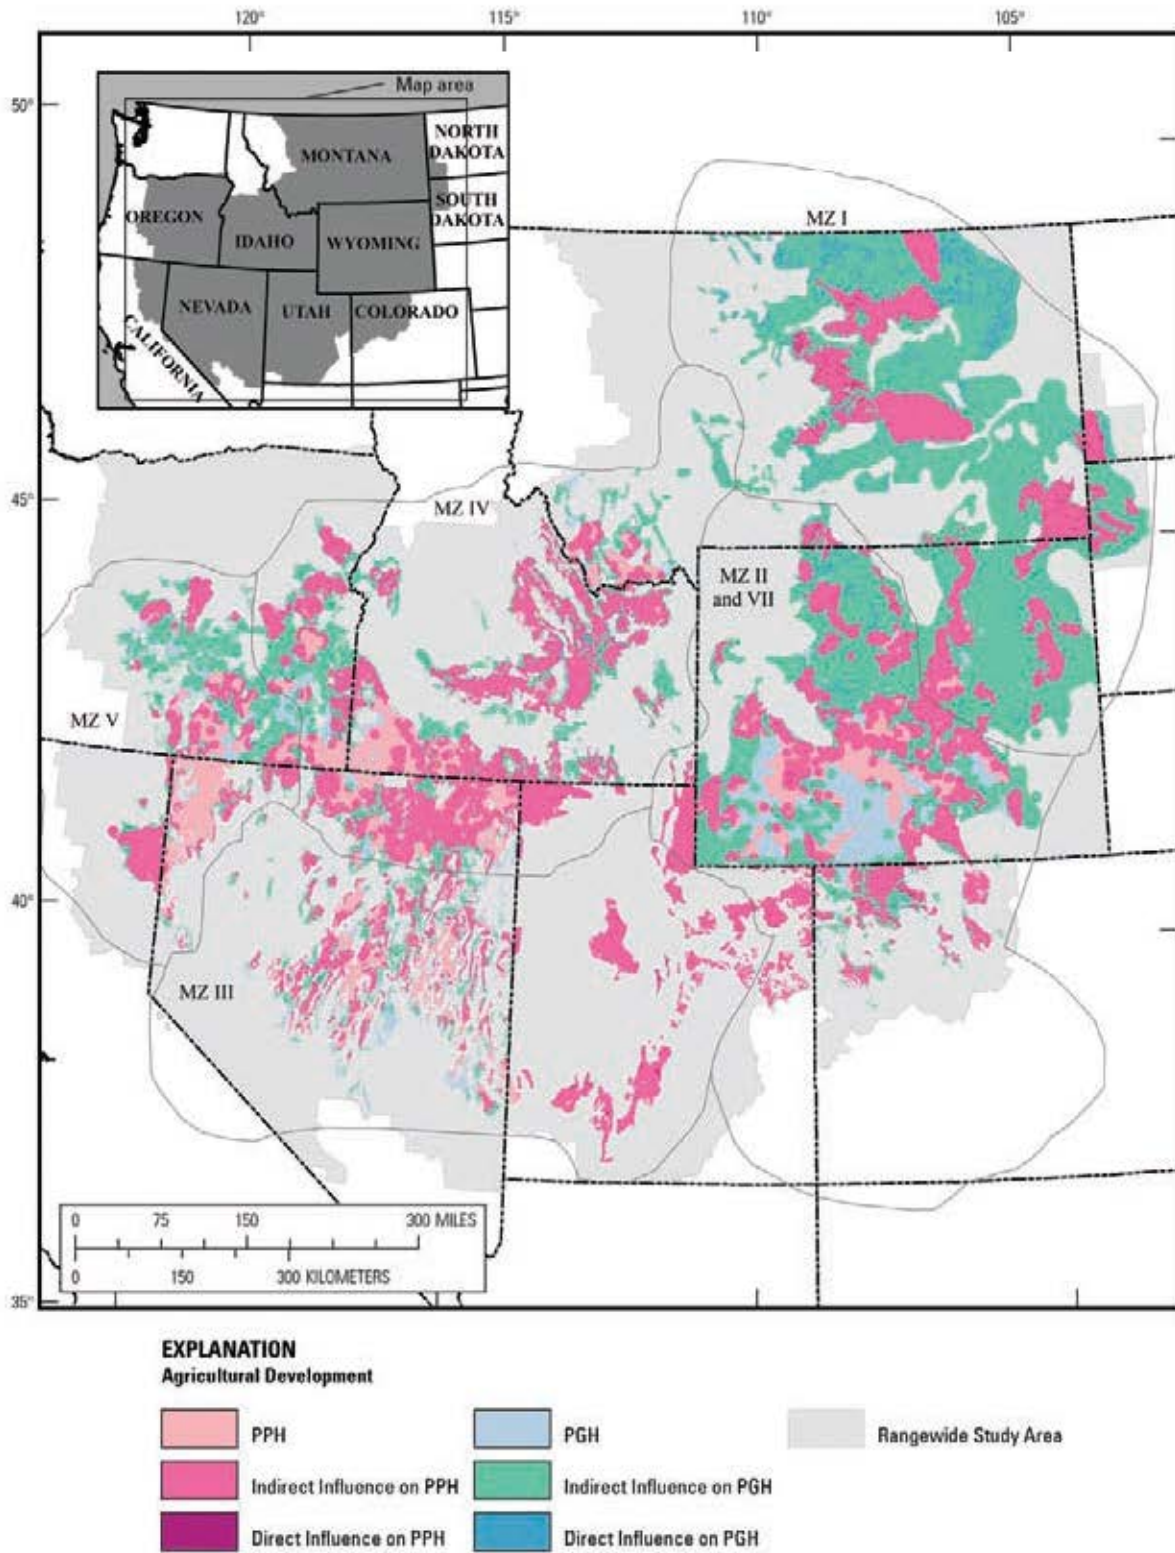 120°
115°
110°
105°
50°
Map area
MONTANA
NORTH
DAKOTA
SOUTH
DAKOTA
OREGON
IDAHO
WYOMING
NEVADA
UTAH
COLORADO
CALIFORNIA
MZ I
45°
MZ IV
MZ II
and VII
MZ V
40°
MZ III
0 75 150 300 MILES
0 150 300 KILOMETERS
35°
EXPLANATION
Agricultural Development
PPH
PGH
Rangewide Study Area
Indirect Influence on PPH
Indirect Influence on PGH
Direct Influence on PPH
Direct Influence on PGH